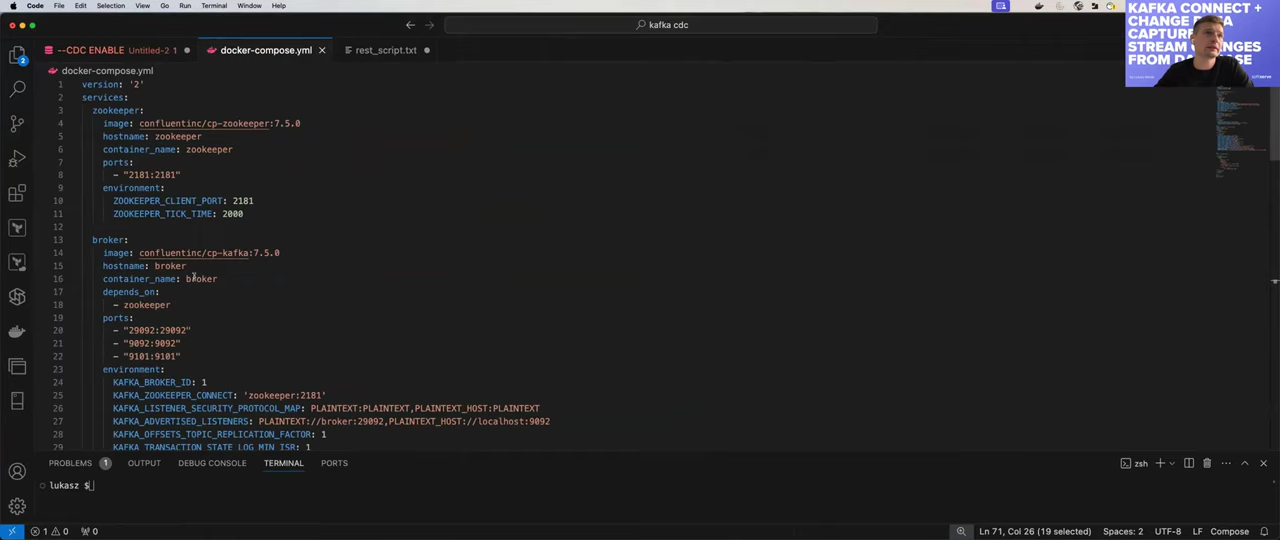 Code File Edit Selection View Go Run Terminal Window Help
kafka cdc
--CDC ENABLE Untitled-2 1
docker-compose.yml
rest_script.txt
docker-compose.yml
1 version: '2'
2 services:
3 zookeeper:
4 image: confluentinc/cp-zookeeper:7.5.0
5 hostname: zookeeper
6 container_name: zookeeper
7 ports:
8 - "2181:2181"
9 environment:
10 ZOOKEEPER_CLIENT_PORT: 2181
11 ZOOKEEPER_TICK_TIME: 2000
12
13 broker:
14 image: confluentinc/cp-kafka:7.5.0
15 hostname: broker
16 container_name: broker
17 depends_on:
18 - zookeeper
19 ports:
20 - "29092:29092"
21 - "9092:9092"
22 - "9101:9101"
23 environment:
24 KAFKA_BROKER_ID: 1
25 KAFKA_ZOOKEEPER_CONNECT: 'zookeeper:2181'
26 KAFKA_LISTENER_SECURITY_PROTOCOL_MAP: PLAINTEXT:PLAINTEXT,PLAINTEXT_HOST:PLAINTEXT
27 KAFKA_ADVERTISED_LISTENERS: PLAINTEXT://broker:29092,PLAINTEXT_HOST://localhost:9092
28 KAFKA_OFFSETS_TOPIC_REPLICATION_FACTOR: 1
29 KAFKA_TRANSACTION_STATE_LOG_MIN_ISR: 1
KAFKA CONNECT +
CHANGE
CAPTURE
STREAM CHANGES
FROM
2
PROBLEMS 1 OUTPUT DEBUG CONSOLE TERMINAL PORTS
zsh
lukasz $
1 0 0
Ln 71, Col 26 (19 selected) Spaces: 2 UTF-8 LF Compose